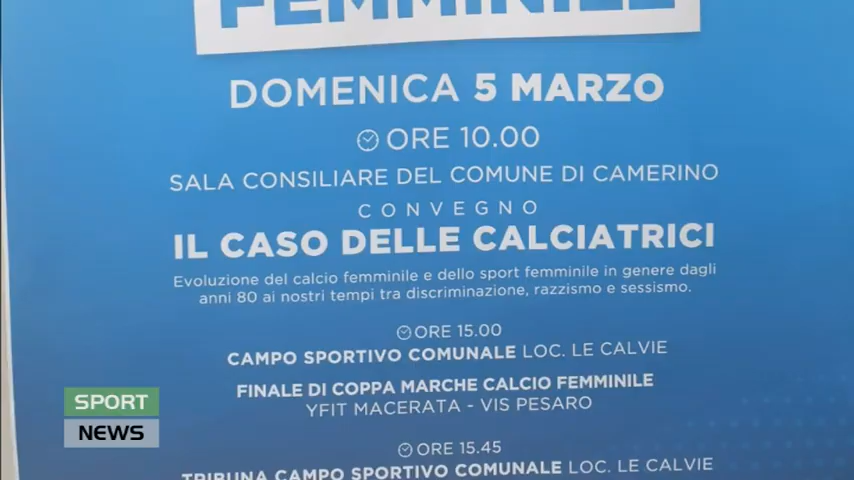 FEMMINILE
DOMENICA 5 MARZO
ORE 10.00
SALA CONSILIARE DEL COMUNE DI CAMERINO
CONVEGNO
IL CASO DELLE CALCIATRICI
Evoluzione del calcio femminile e dello sport femminile in genere dagli
anni 80 ai nostri tempi tra discriminazione, razzismo e sessismo.
ORE 15.00
CAMPO SPORTIVO COMUNALE LOC. LE CALVIE
FINALE DI COPPA MARCHE CALCIO FEMMINILE
YFIT MACERATA - VIS PESARO
SPORT
NEWS
ORE 15.45
TRIBUNA CAMPO SPORTIVO COMUNALE LOC. LE CALVIE